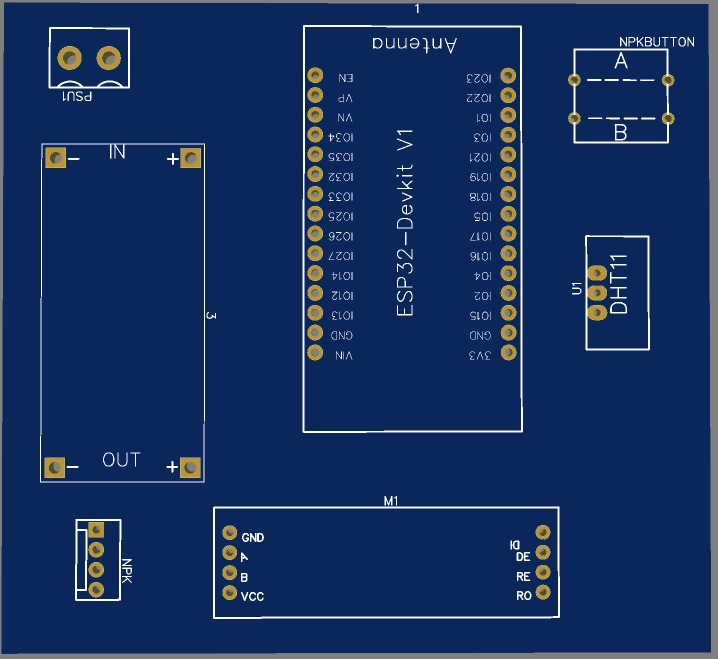 1
NPKBUTTON
A
B
PSU1
Antenna
EN
VP
VN
IO34
IO35
IO32
IO33
IO25
IO26
IO27
IO14
IO12
IO13
GND
VIN
ESP32-Devkit V1
IO23
IO22
IO1
IO3
IO21
IO19
IO18
IO5
IO17
IO16
IO4
IO2
IO15
GND
3V3
- IN +
3
- OUT +
U1
DHT11
NPK
M1
GND
A
B
VCC
DI
DE
RE
RO